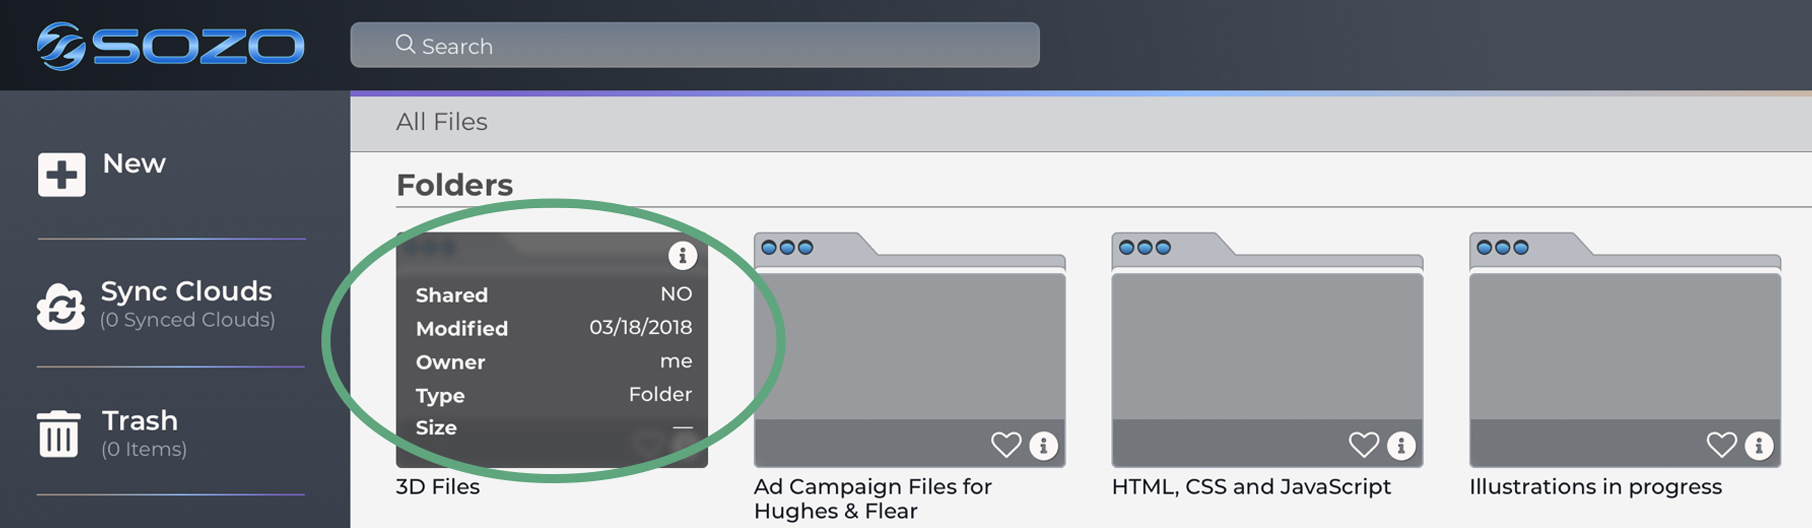 SOZO
Search
All Files
New
Folders
Sync Clouds
(0 Synced Clouds)
Trash
(0 Items)
Shared NO
Modified 03/18/2018
Owner me
Type Folder
Size —
3D Files
Ad Campaign Files for
Hughes & Flear
HTML, CSS and JavaScript
Illustrations in progress